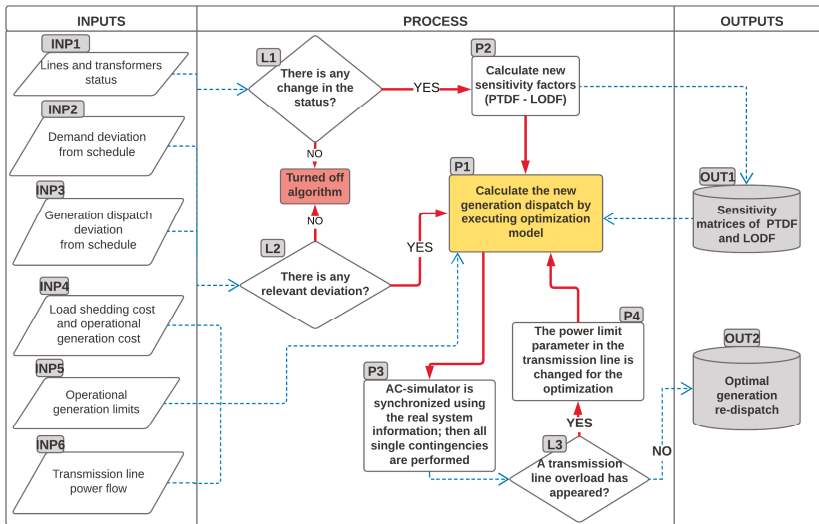 INPUTS
PROCESS
OUTPUTS
INP1
Lines and transformers
status
INP2
Demand deviation
from schedule
INP3
Generation dispatch
deviation
from schedule
INP4
Load shedding cost
and operational
generation cost
INP5
Operational
generation limits
INP6
Transmission line
power flow
L1
There is any
change in the
status?
YES
NO
Turned off
algorithm
NO
L2
There is any
relevant deviation?
YES
P2
Calculate new
sensitivity factors
(PTDF - LODF)
P1
Calculate the new
generation dispatch by
executing optimization
model
P3
AC-simulator is
synchronized using
the real system
information; then all
single contingencies
are performed
P4
The power limit
parameter in the
transmission line is
changed for the
optimization
YES
L3
A transmission
line overload has
appeared?
NO
OUT1
Sensitivity
matrices of PTDF
and LODF
OUT2
Optimal
generation
re-dispatch